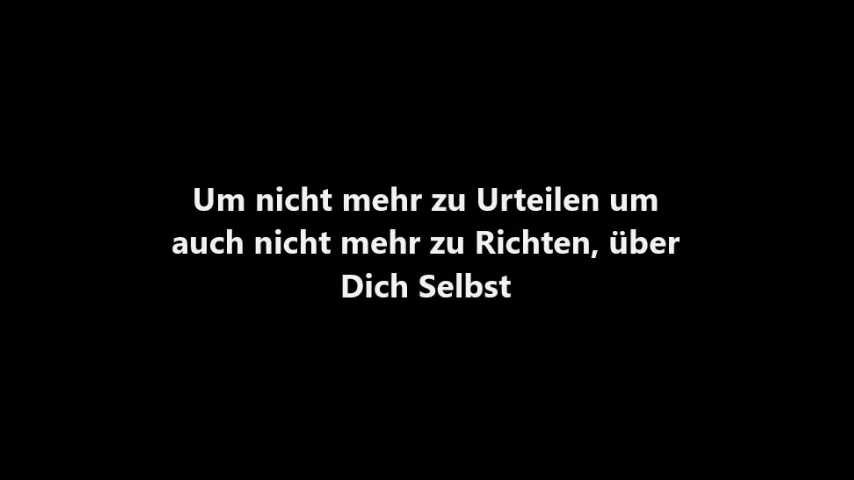 Um nicht mehr zu Urteilen um
auch nicht mehr zu Richten, über
Dich Selbst